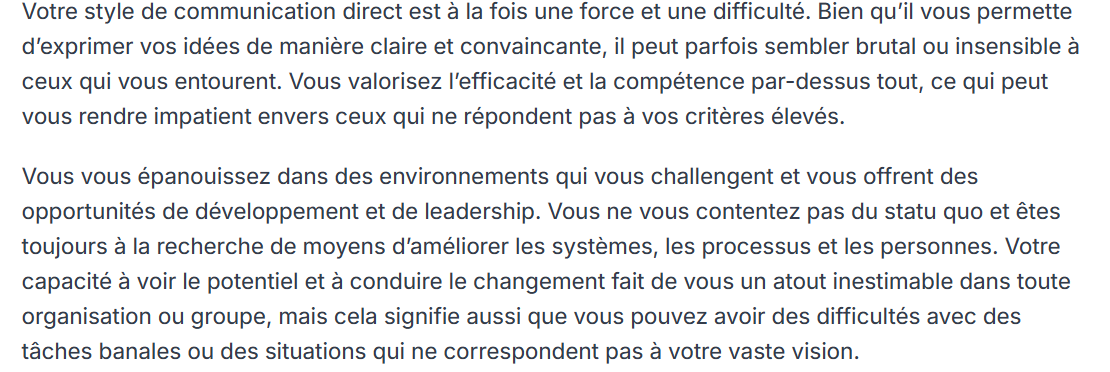 Votre style de communication direct est à la fois une force et une difficulté. Bien qu’il vous permette
d’exprimer vos idées de manière claire et convaincante, il peut parfois sembler brutal ou insensible à
ceux qui vous entourent. Vous valorisez l’efficacité et la compétence par-dessus tout, ce qui peut
vous rendre impatient envers ceux qui ne répondent pas à vos critères élevés.
Vous vous épanouissez dans des environnements qui vous challengent et vous offrent des
opportunités de développement et de leadership. Vous ne vous contentez pas du statu quo et êtes
toujours à la recherche de moyens d’améliorer les systèmes, les processus et les personnes. Votre
capacité à voir le potentiel et à conduire le changement fait de vous un atout inestimable dans toute
organisation ou groupe, mais cela signifie aussi que vous pouvez avoir des difficultés avec des
tâches banales ou des situations qui ne correspondent pas à votre vaste vision.